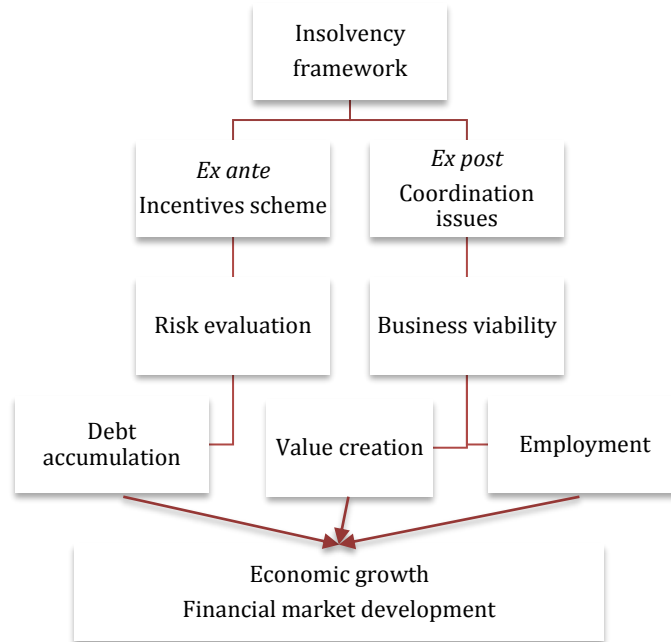 Insolvency
framework
Ex ante
Incentives scheme
Ex post
Coordination
issues
Risk evaluation
Business viability
Debt
accumulation
Value creation
Employment
Economic growth
Financial market development